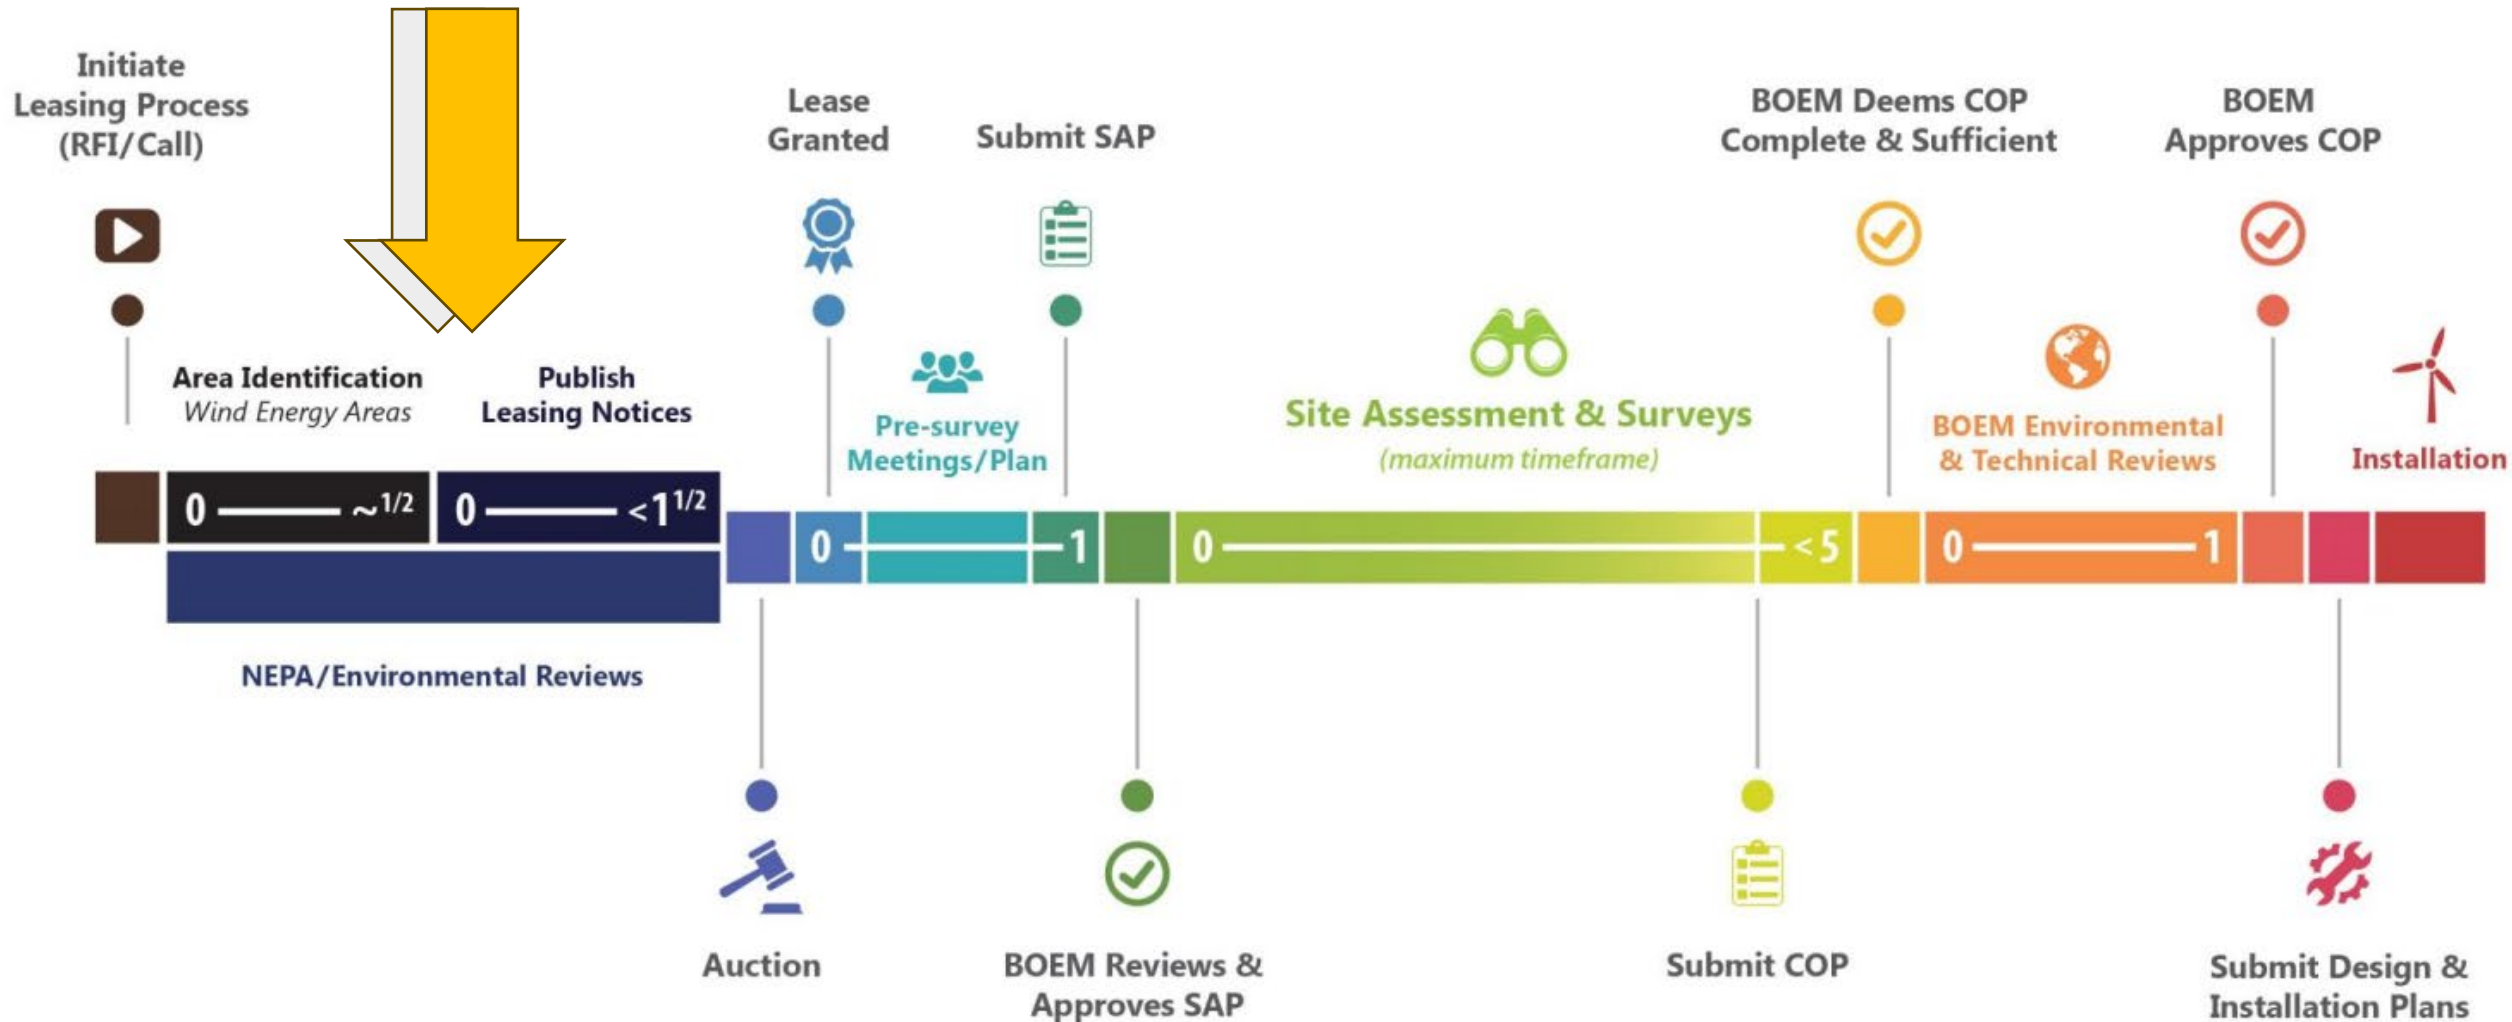 Initiate
Leasing Process
(RFI/Call)
Lease
Granted
Submit SAP
BOEM Deems COP
Complete & Sufficient
BOEM
Approves COP
Area Identification
Wind Energy Areas
Publish
Leasing Notices
Pre-survey
Meetings/Plan
Site Assessment & Surveys
(maximum timeframe)
BOEM Environmental
& Technical Reviews
Installation
0 ~1/2
0 <1 1/2
0 1
0 <5
0 1
NEPA/Environmental Reviews
Auction
BOEM Reviews &
Approves SAP
Submit COP
Submit Design &
Installation Plans